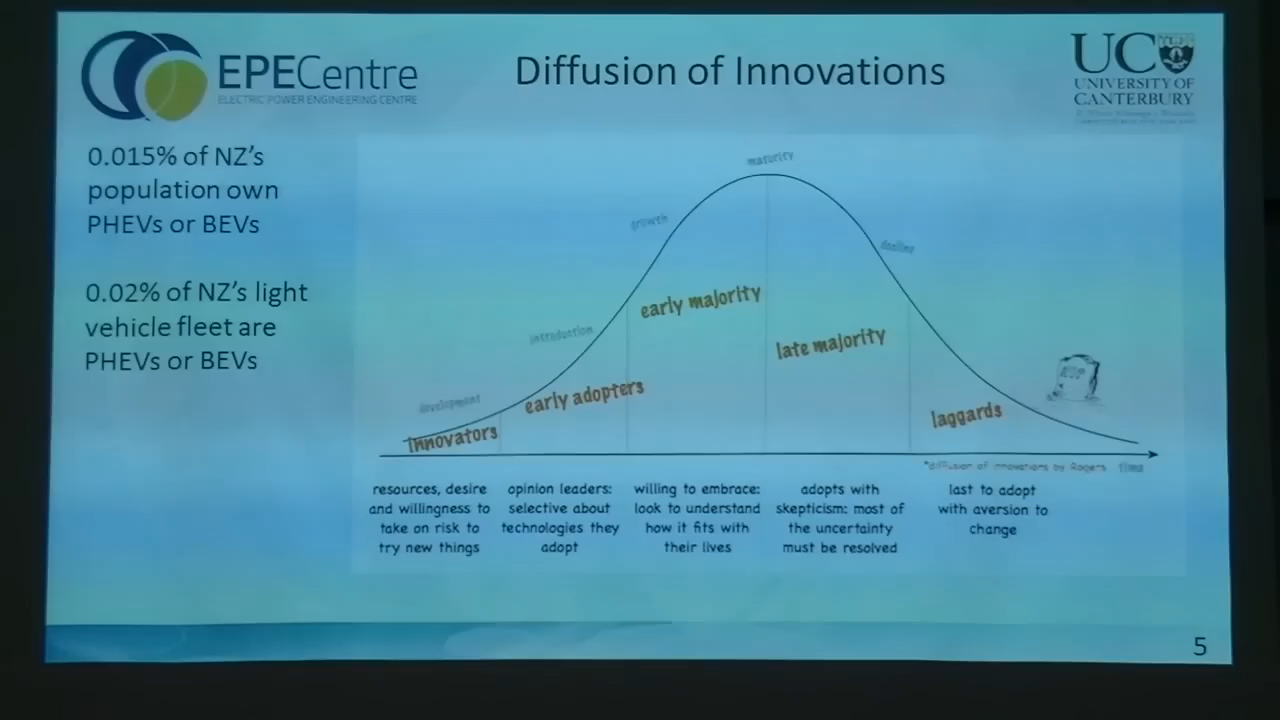 EPECentre
ELECTRIC POWER ENGINEERING CENTRE
Diffusion of Innovations
UC
UNIVERSITY OF
CANTERBURY
0.015% of NZ's
population own
PHEVs or BEVs
0.02% of NZ's light
vehicle fleet are
PHEVs or BEVs
maturity
growth
decline
early majority
introduction
late majority
early adopters
development
laggards
innovators
RIP
*diffusion of innovations by Rogers
time
resources, desire
and willingness to
take on risk to
try new things
opinion leaders:
selective about
technologies they
adopt
willing to embrace:
look to understand
how it fits with
their lives
adopts with
skepticism: most of
the uncertainty
must be resolved
last to adopt
with aversion to
change
5